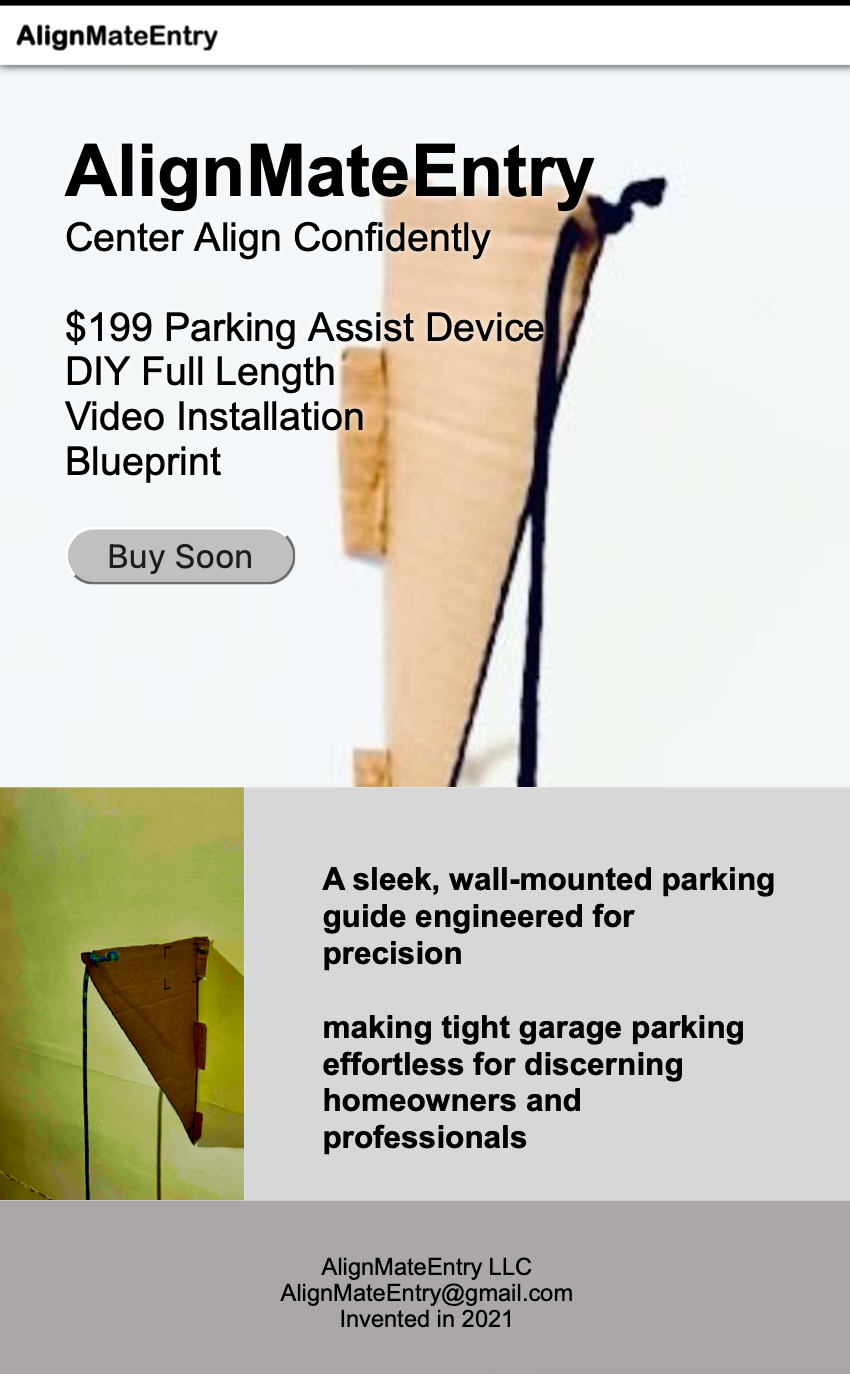 AlignMateEntry
AlignMateEntry
Center Align Confidently
$199 Parking Assist Device
DIY Full Length
Video Installation
Blueprint
Buy Soon
A sleek, wall-mounted parking
guide engineered for
precision
making tight garage parking
effortless for discerning
homeowners and
professionals
AlignMateEntry LLC
AlignMateEntry@gmail.com
Invented in 2021